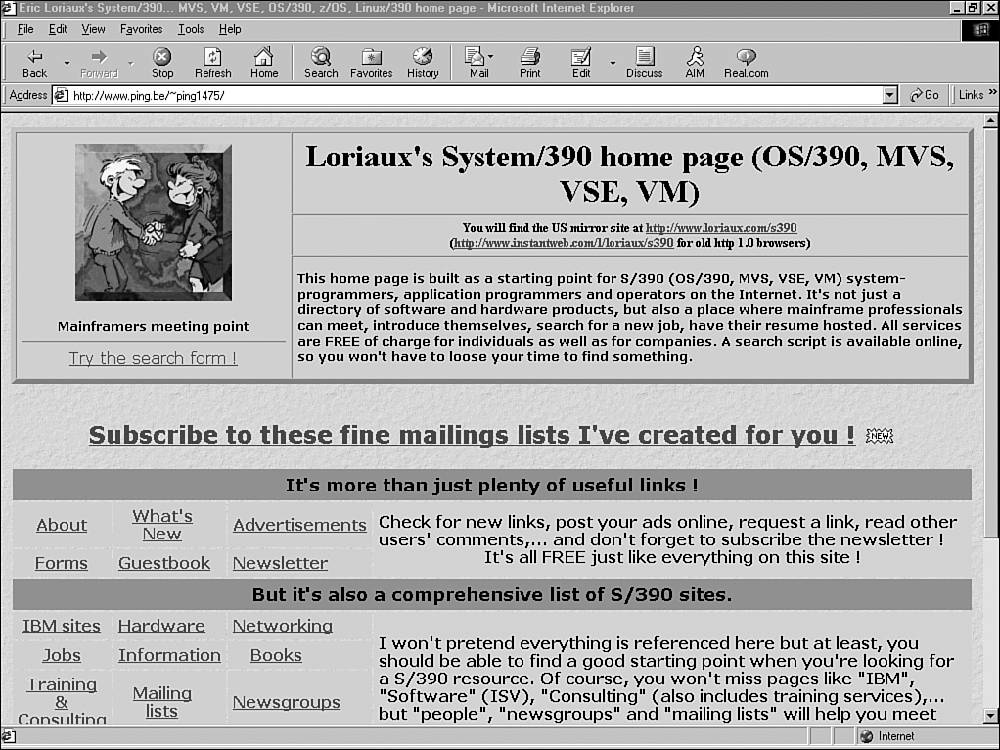 Eric Loriaux's System/390... MVS, VM, VSE, OS/390, z/OS, Linux/390 home page - Microsoft Internet Explorer
File Edit View Favorites Tools Help
Back Forward Stop Refresh Home Search Favorites History Mail Print Edit Discuss AIM Real.com
Address http://www.ping.be/~ping1475/ Go Links »
Loriaux's System/390 home page (OS/390, MVS,
VSE, VM)
You will find the US mirror site at http://www.loriaux.com/s390
(http://www.instantweb.com/l/loriaux/s390 for old http 1.0 browsers)
This home page is built as a starting point for S/390 (OS/390, MVS, VSE, VM) system-
programmers, application programmers and operators on the Internet. It's not just a
directory of software and hardware products, but also a place where mainframe professionals
can meet, introduce themselves, search for a new job, have their resume hosted. All services
are FREE of charge for individuals as well as for companies. A search script is available online,
so you won't have to loose your time to find something.
Mainframers meeting point
Try the search form !
Subscribe to these fine mailings lists I've created for you ! NEW
It's more than just plenty of useful links !
About What's New Advertisements
Forms Guestbook Newsletter
Check for new links, post your ads online, request a link, read other
users' comments,... and don't forget to subscribe the newsletter !
It's all FREE just like everything on this site !
But it's also a comprehensive list of S/390 sites.
IBM sites Hardware Networking
Jobs Information Books
Training & Consulting Mailing lists Newsgroups
I won't pretend everything is referenced here but at least, you
should be able to find a good starting point when you're looking for
a S/390 resource. Of course, you won't miss pages like "IBM",
"Software" (ISV), "Consulting" (also includes training services),...
but "people", "newsgroups" and "mailing lists" will help you meet
Internet